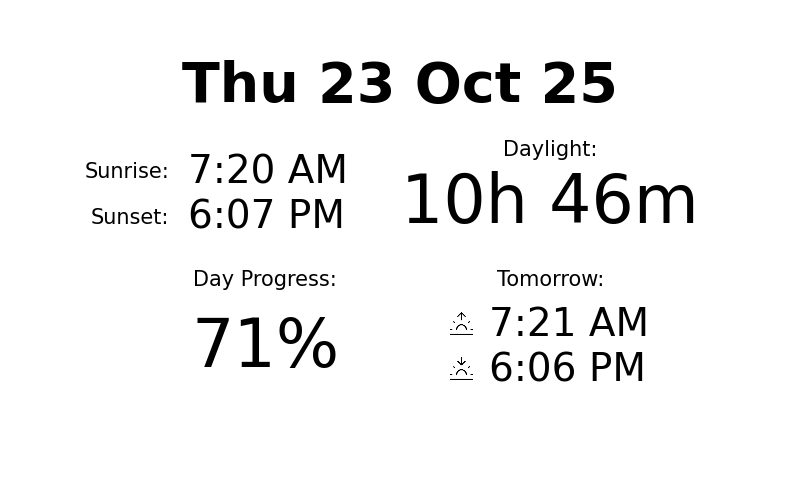 Thu 23 Oct 25
Sunrise: 7:20 AM
Sunset: 6:07 PM
Daylight:
10h 46m
Day Progress:
71%
Tomorrow:
7:21 AM
6:06 PM